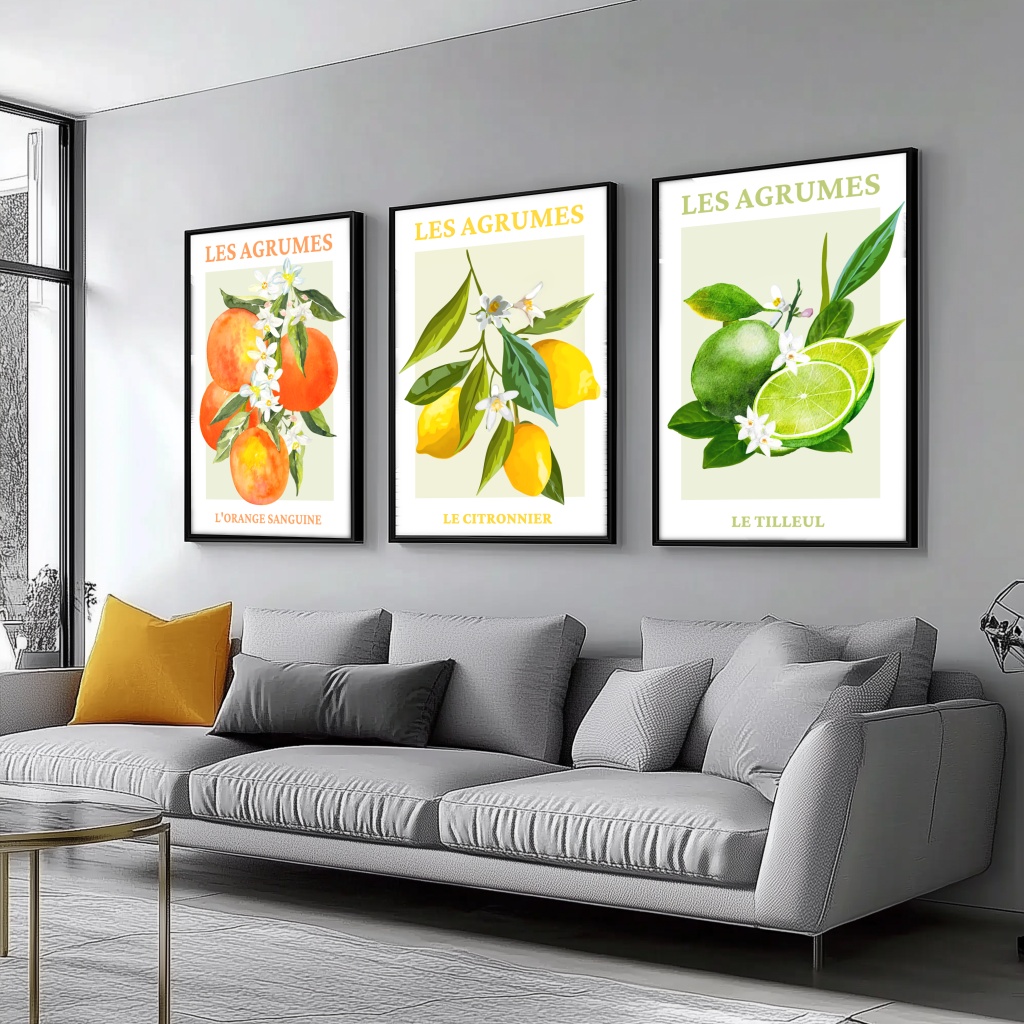 LES AGRUMES
L'ORANGE SANGUINE
LES AGRUMES
LE CITRONNIER
LES AGRUMES
LE TILLEUL